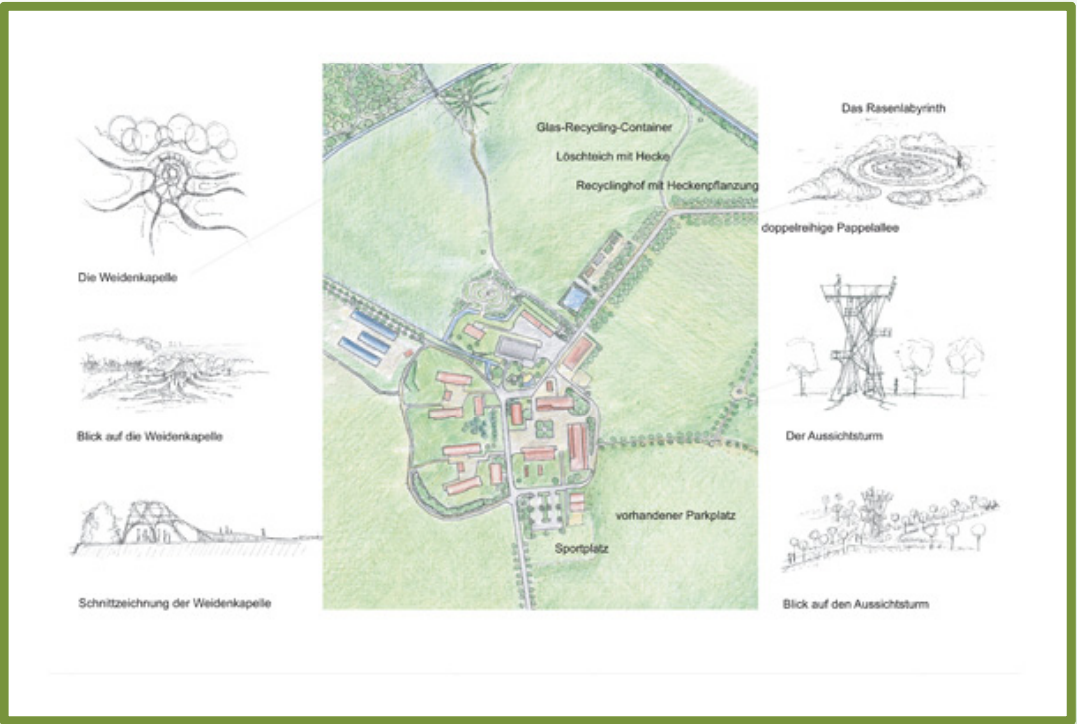 Die Weidenkapelle
Blick auf die Weidenkapelle
Schnittzeichnung der Weidenkapelle
Glas-Recycling-Container
Löschteich mit Hecke
Recyclinghof mit Heckenpflanzung
vorhandener Parkplatz
Sportplatz
Das Rasenlabyrinth
doppelreihige Pappelallee
Der Aussichtsturm
Blick auf den Aussichtsturm